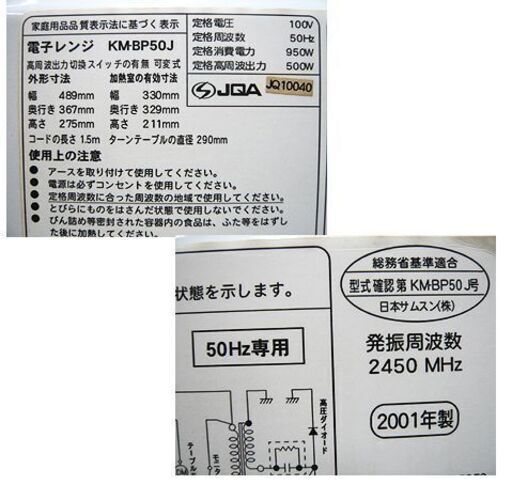 家庭用品品質表示法に基づく表示
電子レンジ KM-BP50J
高周波出力切換スイッチの有無 可変式
外形寸法 加熱室の有効寸法
幅 489mm 幅 330mm
奥行き367mm 奥行き329mm
高さ 275mm 高さ 211mm
コードの長さ 1.5m ターンテーブルの直径 290mm
定格電圧 100V
定格周波数 50Hz
定格消費電力 950W
定格高周波出力 500W
JQA JQ10040
使用上の注意
● アースを取り付けて使用してください。
● 電源は必ずコンセントを使用してください。
● 定格周波数に合った周波数の地域で使用してください。
● とびらにものをはさんだ状態で使用しないでください。
● びん詰め等密封された容器内の食品は、ふた等をはずし
た後に加熱してください。
状態を示します。
50Hz専用
高圧ダイオード
総務省基準適合
型式確認第KM-BP50J号
日本サムスン(株)
発振周波数
2450 MHz
2001年製